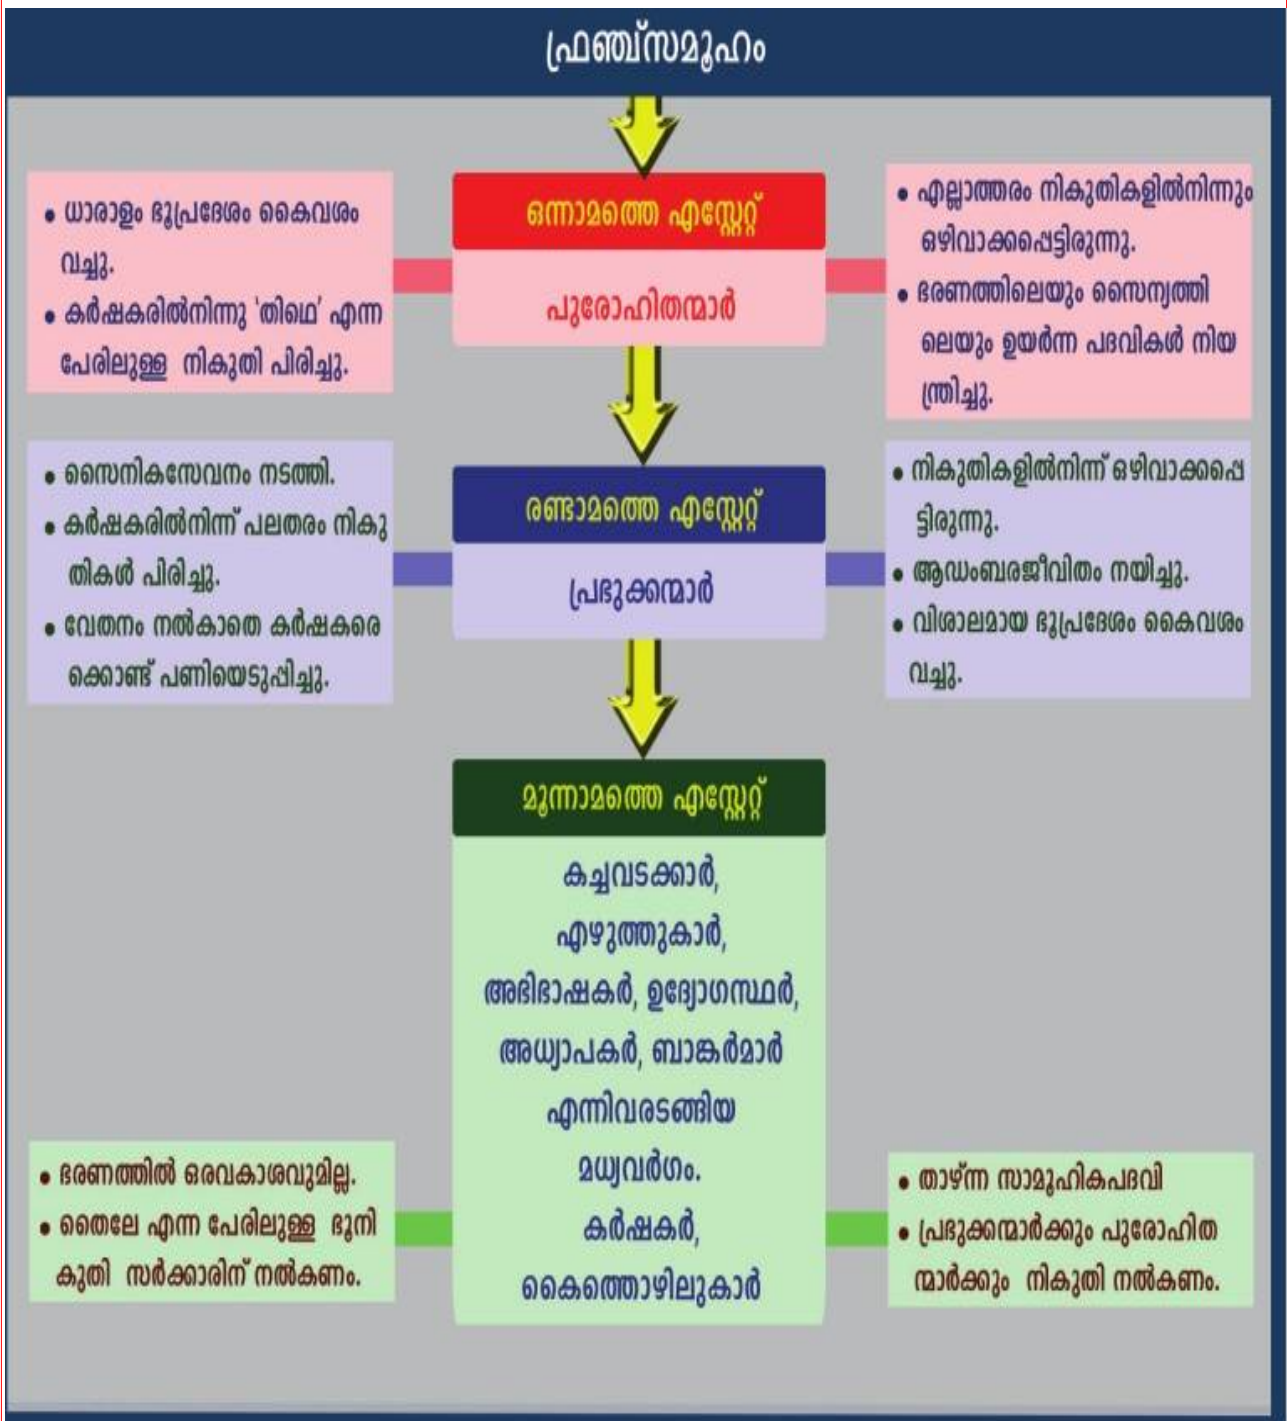 ഫ്രഞ്ച്സമൂഹം
ഒന്നാമത്തെ എസ്റ്റേറ്റ്
പുരോഹിതന്മാർ
• ധാരാളം ഭൂപ്രദേശം കൈവശം
വച്ചു.
• കർഷകരിൽനിന്നു 'തിഥെ' എന്ന
പേരിലുള്ള നികുതി പിരിച്ചു.
• എല്ലാത്തരം നികുതികളിൽനിന്നും
ഒഴിവാക്കപ്പെട്ടിരുന്നു.
• ഭരണത്തിലെയും സൈന്യത്തി
ലെയും ഉയർന്ന പദവികൾ നിയ
ന്ത്രിച്ചു.
രണ്ടാമത്തെ എസ്റ്റേറ്റ്
പ്രഭുക്കന്മാർ
• സൈനികസേവനം നടത്തി.
• കർഷകരിൽനിന്ന് പലതരം നികു
തികൾ പിരിച്ചു.
• വേതനം നൽകാതെ കർഷകരെ
ക്കൊണ്ട് പണിയെടുപ്പിച്ചു.
• നികുതികളിൽനിന്ന് ഒഴിവാക്കപ്പെ
ട്ടിരുന്നു.
• ആഡംബരജീവിതം നയിച്ചു.
• വിശാലമായ ഭൂപ്രദേശം കൈവശം
വച്ചു.
മൂന്നാമത്തെ എസ്റ്റേറ്റ്
കച്ചവടക്കാർ,
എഴുത്തുകാർ,
അഭിഭാഷകർ, ഉദ്യോഗസ്ഥർ,
അധ്യാപകർ, ബാങ്കർമാർ
എന്നിവരടങ്ങിയ
മധ്യവർഗം.
കർഷകർ,
കൈത്തൊഴിലുകാർ
• ഭരണത്തിൽ ഒരവകാശവുമില്ല.
• തൈലേ എന്ന പേരിലുള്ള ഭൂനി
കുതി സർക്കാരിന് നൽകണം.
• താഴ്ന്ന സാമൂഹികപദവി
• പ്രഭുക്കന്മാർക്കും പുരോഹിത
ന്മാർക്കും നികുതി നൽകണം.